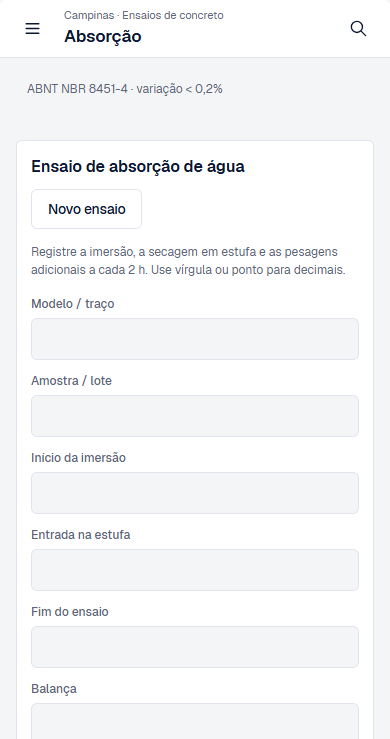 Campinas · Ensaios de concreto
Absorção
ABNT NBR 8451-4 · variação < 0,2%
Ensaio de absorção de água
Novo ensaio
Registre a imersão, a secagem em estufa e as pesagens
adicionais a cada 2 h. Use vírgula ou ponto para decimais.
Modelo / traço
Amostra / lote
Início da imersão
Entrada na estufa
Fim do ensaio
Balança